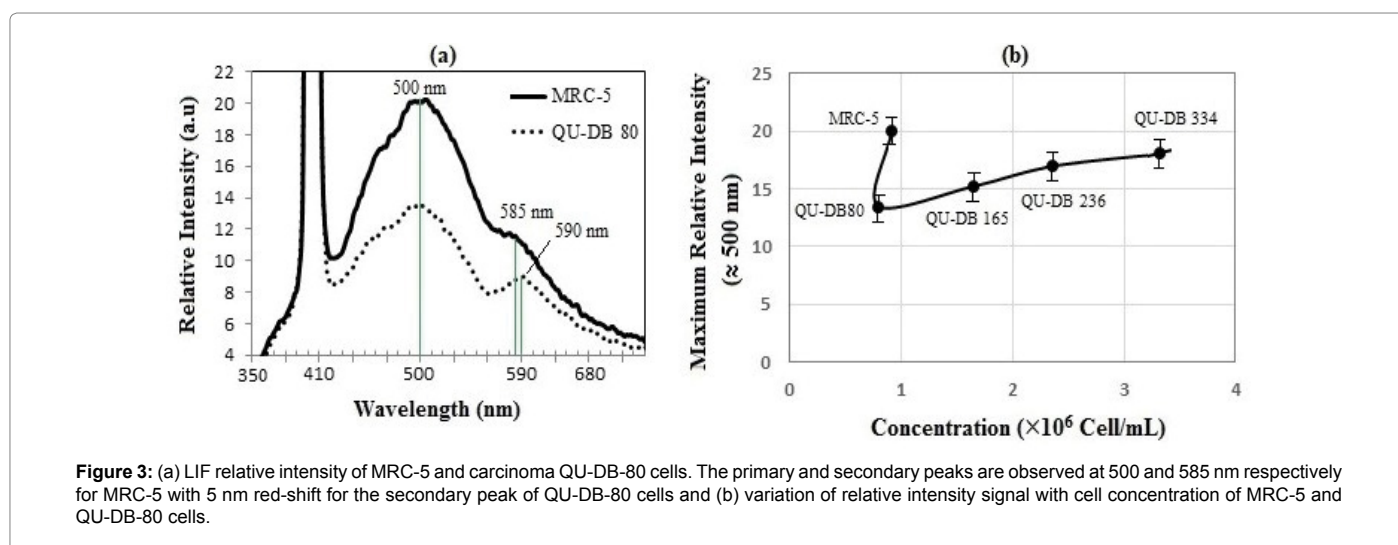 (a)
22
20
18
16
14
12
10
8
6
4
Relative Intensity (a.u)
500 nm
585 nm
590 nm
MRC-5
QU-DB 80
350 410 500 590 680
Wavelength (nm)
(b)
25
20
15
10
5
0
Maximum Relative Intensity
(≈ 500 nm)
MRC-5
QU-DB80
QU-DB 165
QU-DB 236
QU-DB 334
0 1 2 3 4
Concentration (×10⁶ Cell/mL)
Figure 3: (a) LIF relative intensity of MRC-5 and carcinoma QU-DB-80 cells. The primary and secondary peaks are observed at 500 and 585 nm respectively
for MRC-5 with 5 nm red-shift for the secondary peak of QU-DB-80 cells and (b) variation of relative intensity signal with cell concentration of MRC-5 and
QU-DB-80 cells.